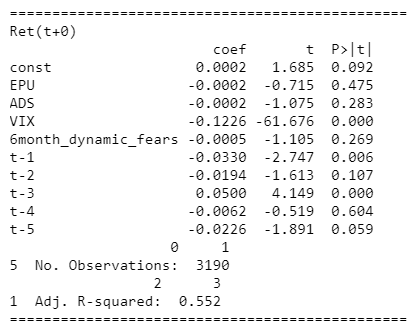 ==================================================
Ret(t+0)
coef t P>|t|
const 0.0002 1.685 0.092
EPU -0.0002 -0.715 0.475
ADS -0.0002 -1.075 0.283
VIX -0.1226 -61.676 0.000
6month_dynamic_fears -0.0005 -1.105 0.269
t-1 -0.0330 -2.747 0.006
t-2 -0.0194 -1.613 0.107
t-3 0.0500 4.149 0.000
t-4 -0.0062 -0.519 0.604
t-5 -0.0226 -1.891 0.059
0 1
5 No. Observations: 3190
2 3
1 Adj. R-squared: 0.552
==================================================